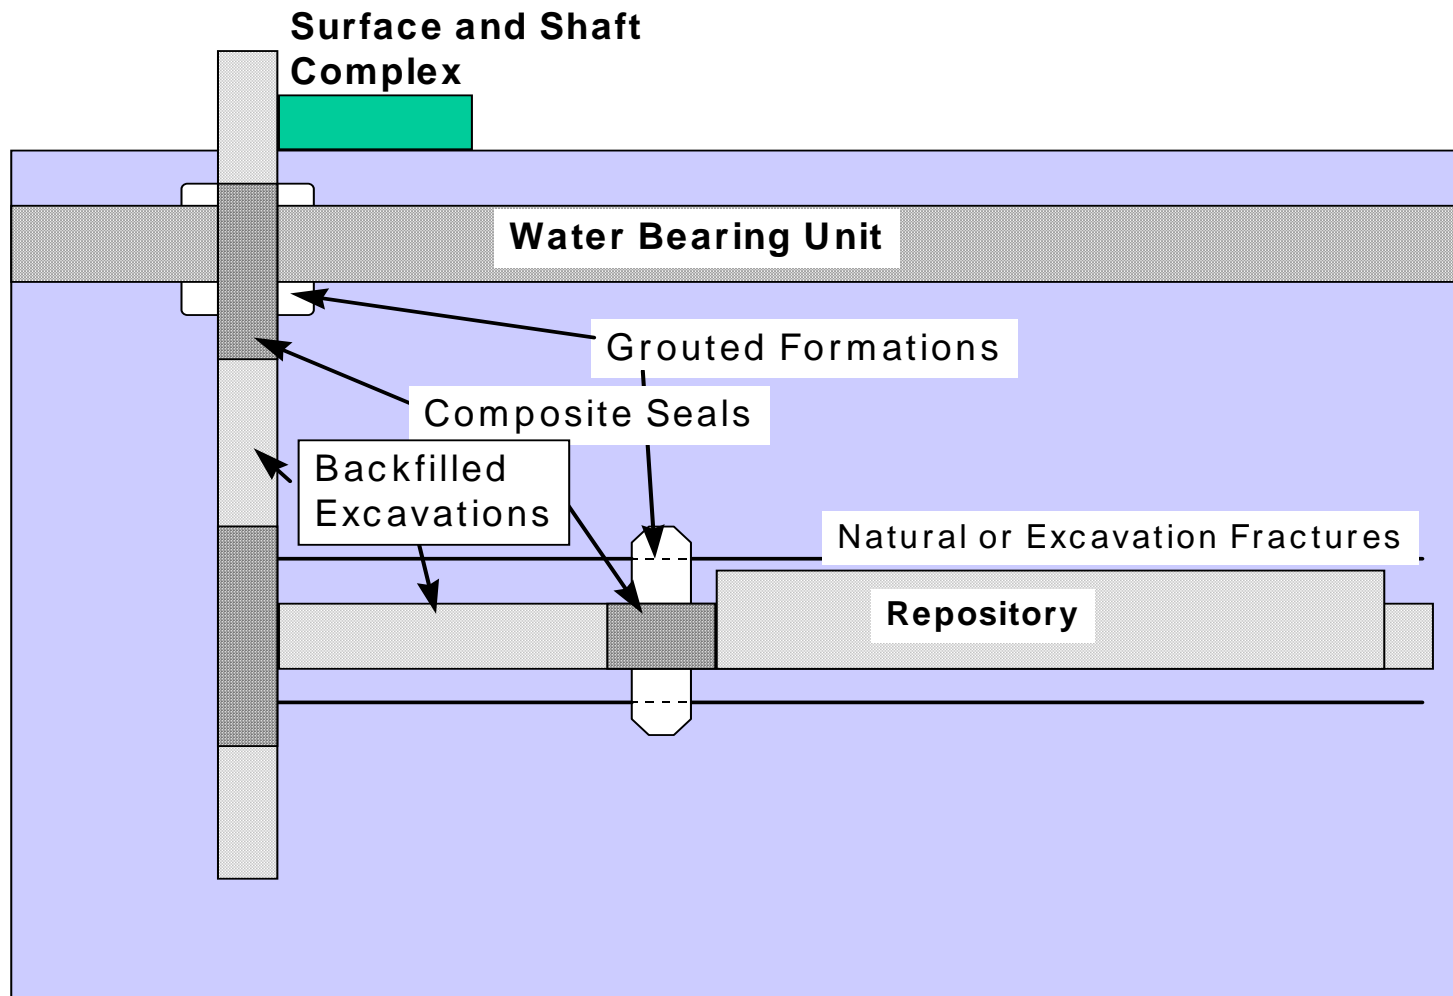 Surface and Shaft
Complex
Water Bearing Unit
Grouted Formations
Composite Seals
Backfilled
Excavations
Natural or Excavation Fractures
Repository